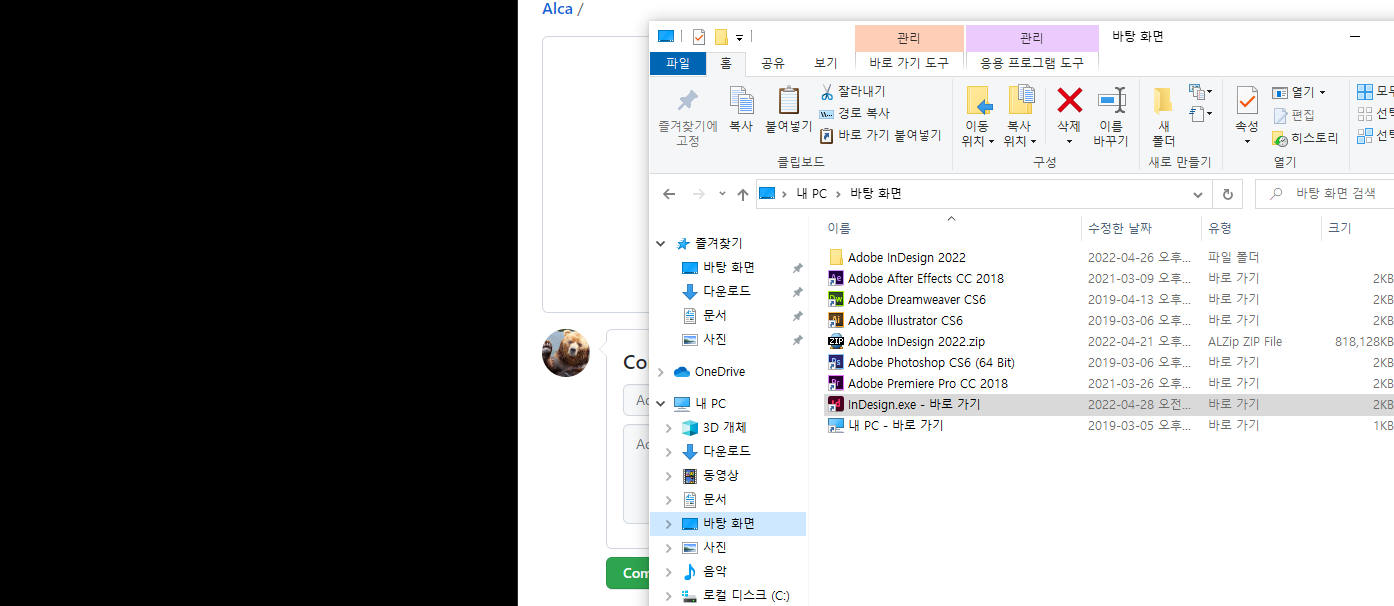 Alca /
관리
관리
바탕 화면
파일
홈
공유
보기
바로 가기 도구
응용 프로그램 도구
즐겨찾기에
고정
복사
붙여넣기
잘라내기
경로 복사
바로 가기 붙여넣기
클립보드
이동
위치
복사
위치
삭제
이름
바꾸기
구성
새
폴더
새로 만들기
속성
열기
편집
히스토리
열기
모두
선택
선택
내 PC
바탕 화면
바탕 화면 검색
이름
수정한 날짜
유형
크기
Adobe InDesign 2022
2022-04-26 오후...
파일 폴더
Adobe After Effects CC 2018
2021-03-09 오후...
바로 가기
2KB
Adobe Dreamweaver CS6
2019-04-13 오후...
바로 가기
2KB
Adobe Illustrator CS6
2019-03-06 오후...
바로 가기
2KB
Adobe InDesign 2022.zip
2022-04-21 오후...
ALZip ZIP File
818,128KB
Adobe Photoshop CS6 (64 Bit)
2019-03-06 오후...
바로 가기
2KB
Adobe Premiere Pro CC 2018
2021-03-26 오후...
바로 가기
2KB
InDesign.exe - 바로 가기
2022-04-28 오전...
바로 가기
2KB
내 PC - 바로 가기
2019-03-05 오후...
바로 가기
1KB
즐겨찾기
바탕 화면
다운로드
문서
사진
OneDrive
내 PC
3D 개체
다운로드
동영상
문서
바탕 화면
사진
음악
로컬 디스크 (C:)
Co
Ad
Ad
Com